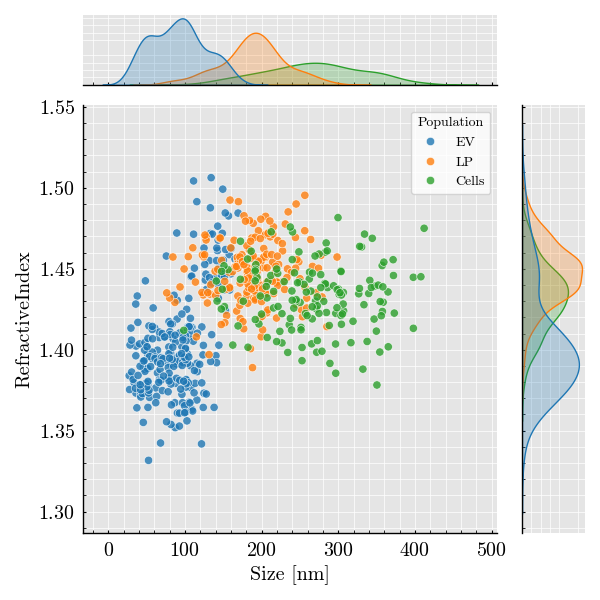 1.55
Population
EV
LP
Cells
1.50
1.45
1.40
1.35
1.30
RefractiveIndex
0 100 200 300 400 500
Size [nm]